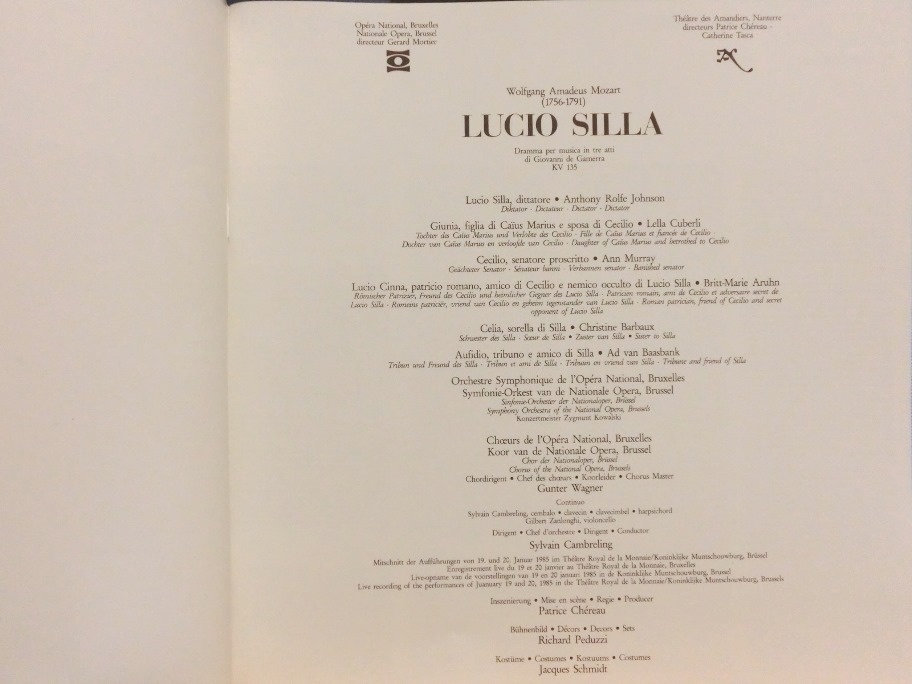 Opéra National, Bruxelles
Nationale Opera, Brussel
directeur Gerard Mortier
Théâtre des Amandiers, Nanterre
directeurs Patrice Chéreau -
Catherine Tasca
Wolfgang Amadeus Mozart
(1756-1791)
LUCIO SILLA
Dramma per musica in tre atti
di Giovanni de Gamerra
KV 135
Lucio Silla, dittatore • Anthony Rolfe Johnson
Diktator - Dictateur - Dictator - Dictator
Giunia, figlia di Caïus Marius e sposa di Cecilio • Lella Cuberli
Tochter des Caïus Marius und Verlobte des Cecilio - Fille de Caïus Marius et fiancée de Cecilio -
Dochter van Caïus Marius en verloofde van Cecilio - Daughter of Caïus Marius and betrothed to Cecilio
Cecilio, senatore proscritto • Ann Murray
Geächteter Senator - Sénateur banni - Verbannen senator - Banished senator
Lucio Cinna, patricio romano, amico di Cecilio e nemico occulto di Lucio Silla • Britt-Marie Aruhn
Römischer Patrizier, Freund des Cecilio und heimlicher Gegner des Lucio Silla - Patricien romain, ami de Cecilio et adversaire secret de
Lucio Silla - Romeins patriciër, vriend van Cecilio en geheim tegenstander van Lucio Silla - Roman patrician, friend of Cecilio and secret
opponent of Lucio Silla
Celia, sorella di Silla • Christine Barbaux
Schwester des Silla - Sœur de Silla • Zuster van Silla • Sister to Silla
Aufidio, tribuno e amico di Silla • Ad van Baasbank
Tribun und Freund des Silla - Tribun et ami de Silla - Tribuun en vriend van Silla - Tribune and friend of Silla
Orchestre Symphonique de l'Opéra National, Bruxelles
Symfonie-Orkest van de Nationale Opera, Brussel
Sinfonie-Orchester der Nationaloper, Brüssel
Symphony Orchestra of the National Opera, Brussels
Konzertmeister Zygmunt Kowalski
Chœurs de l'Opéra National, Bruxelles
Koor van de Nationale Opera, Brussel
Chor der Nationaloper, Brüssel
Chorus of the National Opera, Brussels
Chordirigent • Chef des chœurs • Koorleider • Chorus Master
Gunter Wagner
Continuo
Sylvain Cambreling, cembalo • clavecin • clavecimbel • harpsichord
Gilbert Zanlonghi, violoncello
Dirigent • Chef d'orchestre • Dirigent • Conductor
Sylvain Cambreling
Mitschnitt der Aufführungen von 19. und 20. Januar 1985 im Théâtre Royal de la Monnaie/Koninklijke Muntschouwburg, Brüssel
Enregistrement live du 19 et 20 janvier au Théâtre Royal de la Monnaie, Bruxelles
Live-opname van de voorstellingen van 19 en 20 januari 1985 in de Koninklijke Muntschouwburg, Brussel
Live recording of the performances of Juanuary 19 and 20, 1985 in the Théâtre Royal de la Monnaie/Koninklijke Muntschouwburg, Brussels
Inszenierung • Mise en scène • Regie • Producer
Patrice Chéreau
Bühnenbild • Décors • Decors • Sets
Richard Peduzzi
Kostüme • Costumes • Kostuums • Costumes
Jacques Schmidt